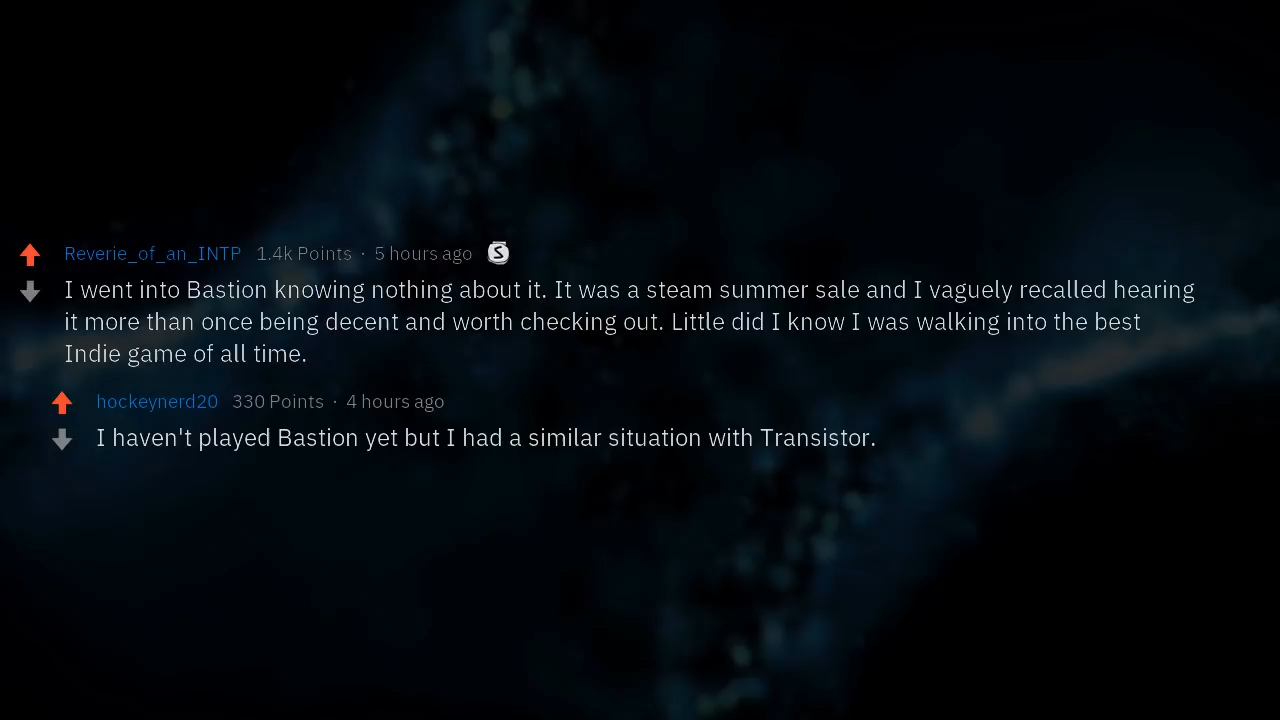 Reverie_of_an_INTP 1.4k Points · 5 hours ago S
I went into Bastion knowing nothing about it. It was a steam summer sale and I vaguely recalled hearing
it more than once being decent and worth checking out. Little did I know I was walking into the best
Indie game of all time.
hockeynerd20 330 Points · 4 hours ago
I haven't played Bastion yet but I had a similar situation with Transistor.